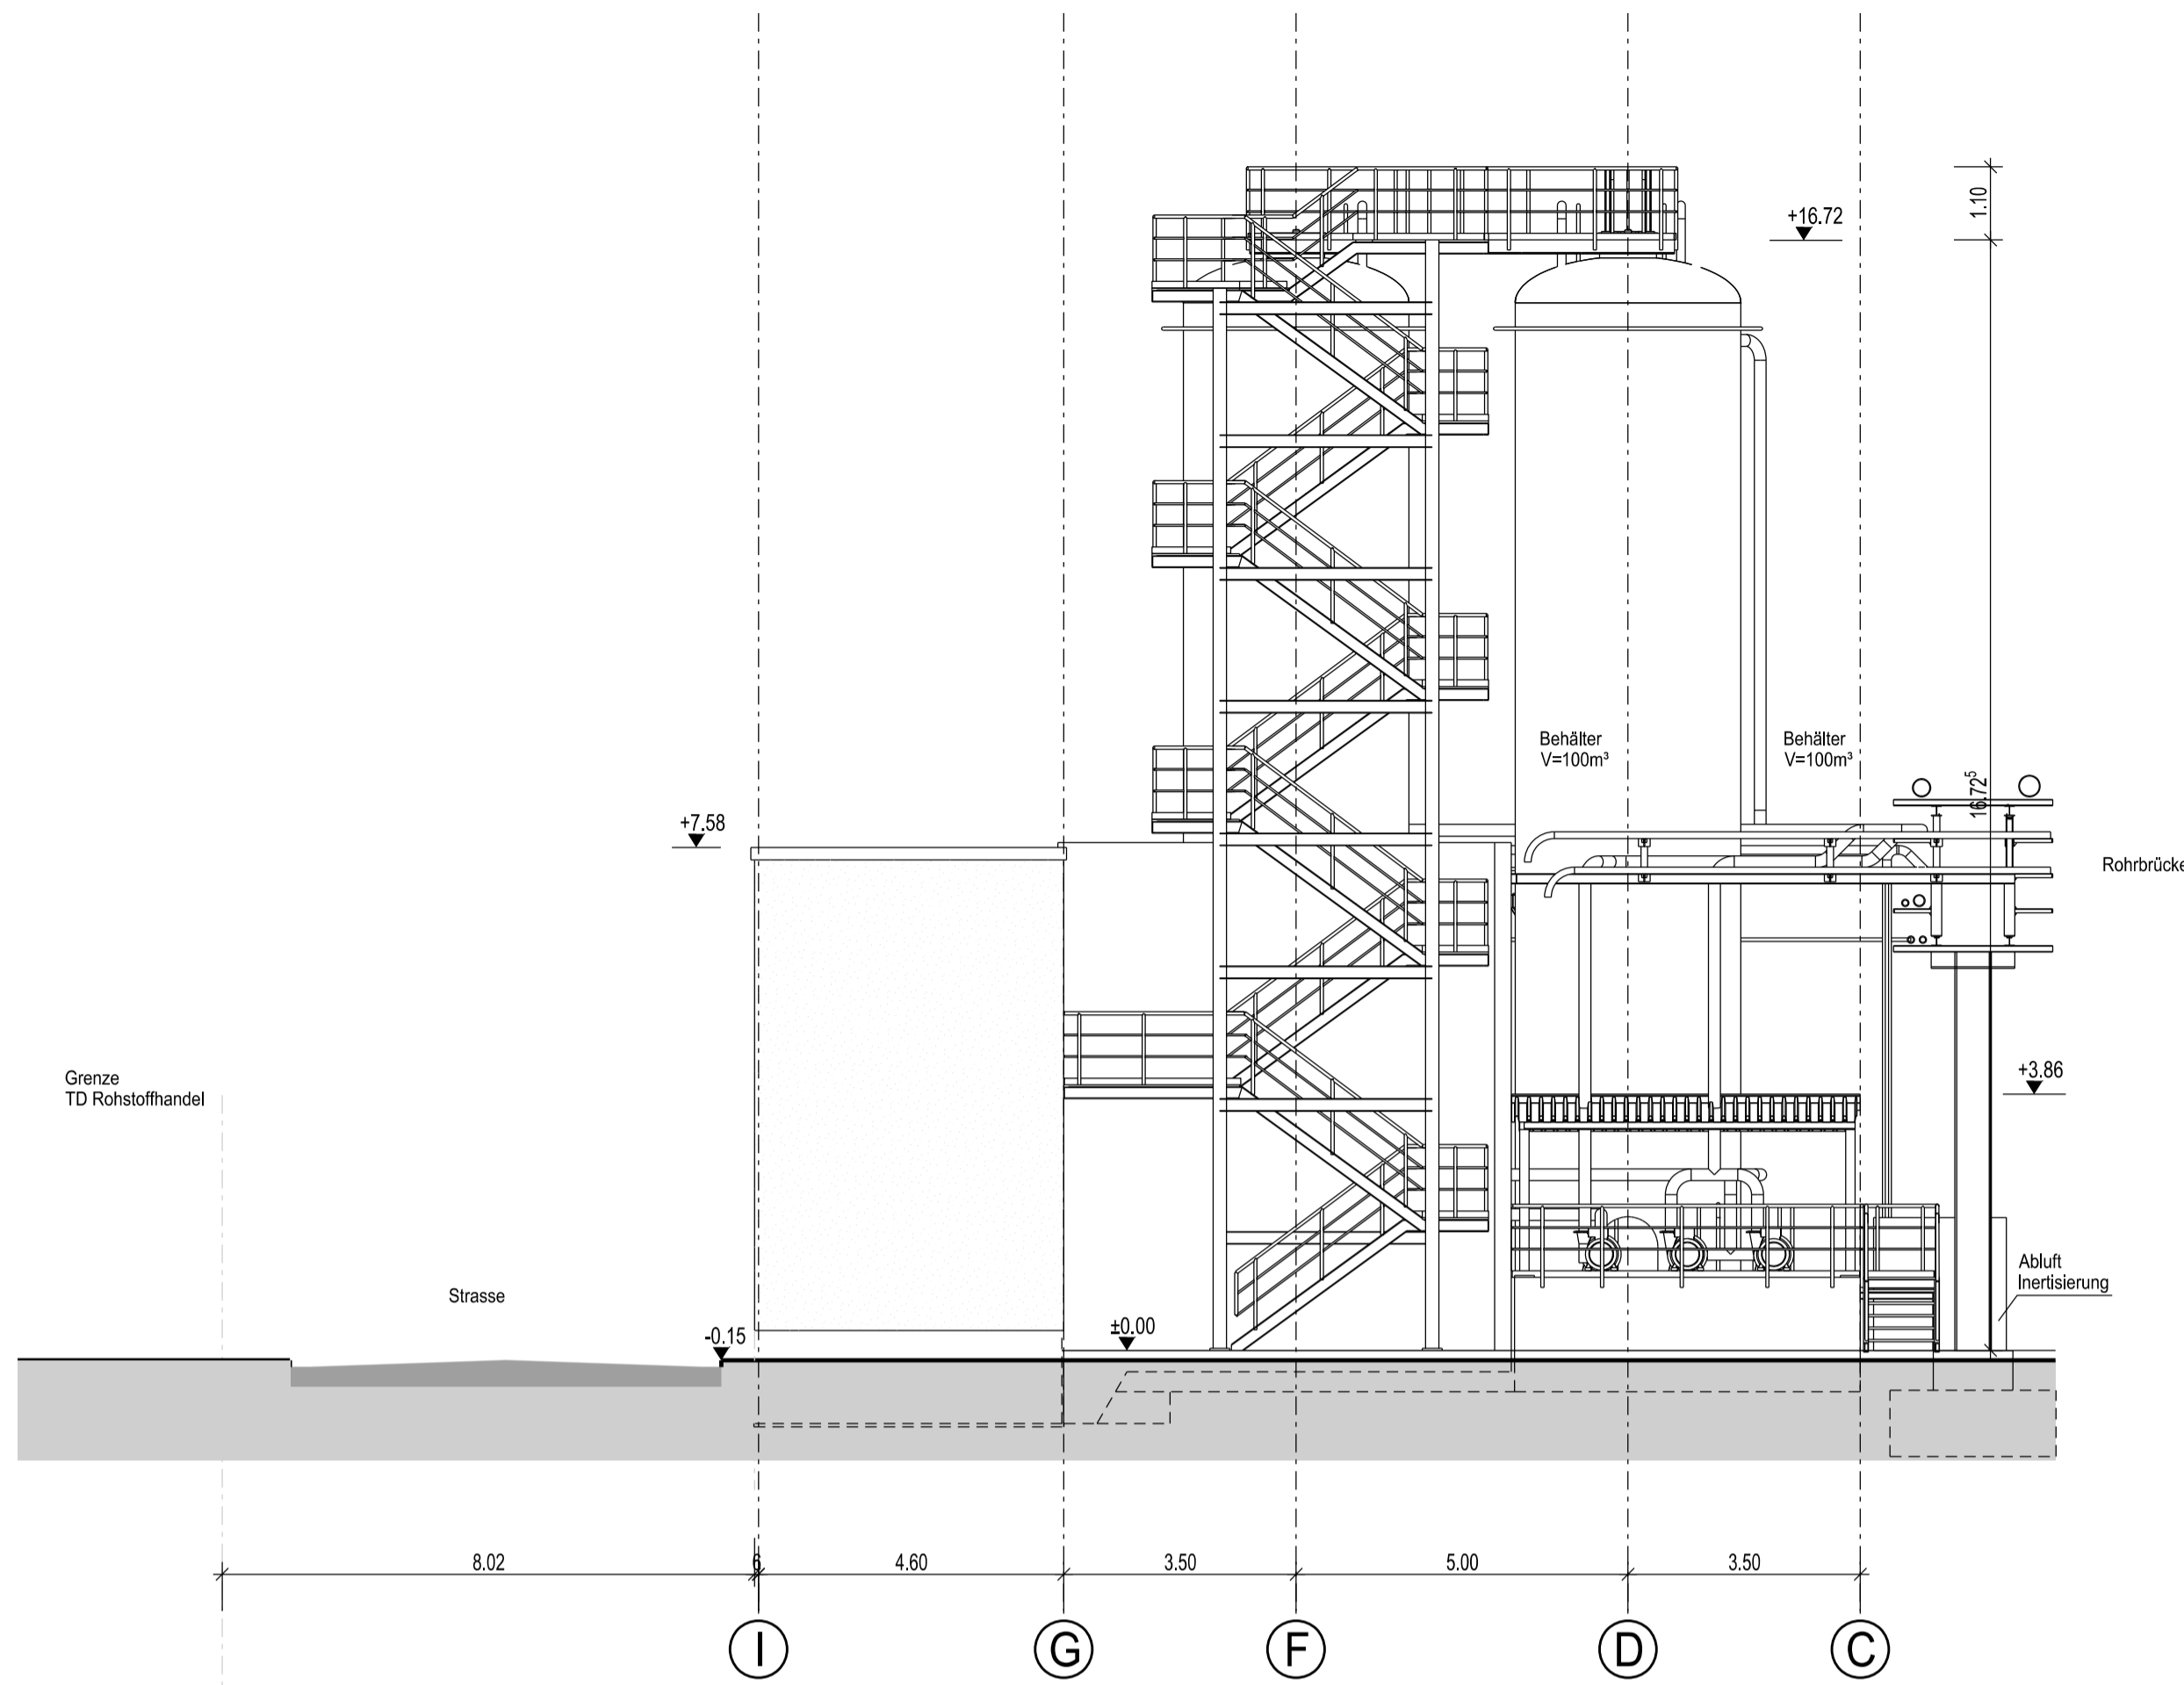 1.10
+16.72
Behälter
V=100m³
Behälter
V=100m³
16.72⁵
+7.58
Rohrbrücke
Grenze
TD Rohstoffhandel
+3.86
Abluft
Inertisierung
Strasse
-0.15
±0.00
8.02
6
4.60
3.50
5.00
3.50
I
G
F
D
C